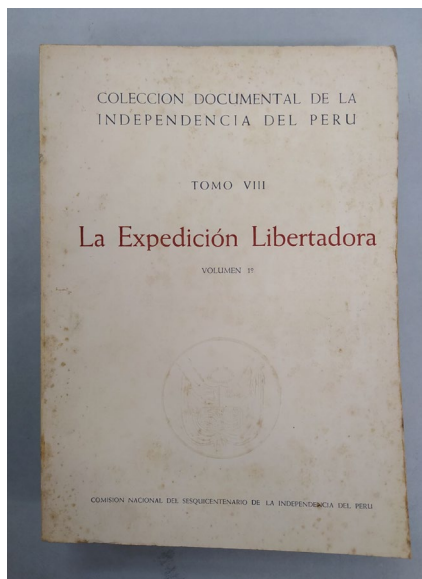 COLECCION DOCUMENTAL DE LA
INDEPENDENCIA DEL PERU
TOMO VIII
La Expedición Libertadora
VOLUMEN 1º
COMISION NACIONAL DEL SESQUICENTENARIO DE LA INDEPENDENCIA DEL PERU